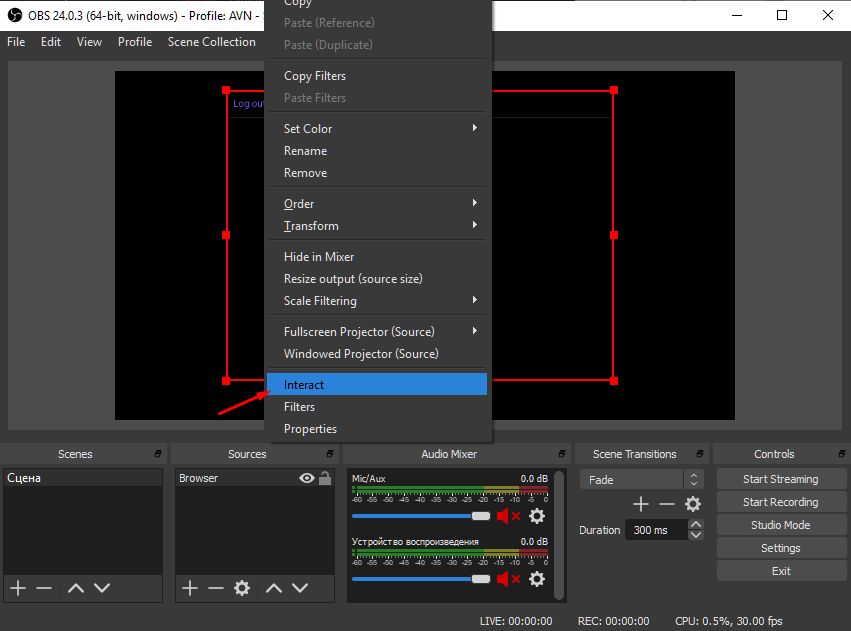 OBS 24.0.3 (64-bit, windows) - Profile: AVN -
File Edit View Profile Scene Collection
Copy
Paste (Reference)
Paste (Duplicate)
Copy Filters
Paste Filters
Log out
Set Color
Rename
Remove
Order
Transform
Hide in Mixer
Resize output (source size)
Scale Filtering
Fullscreen Projector (Source)
Windowed Projector (Source)
Interact
Filters
Properties
Scenes
Сцена
Sources
Browser
Audio Mixer
Mic/Aux 0.0 dB
-60 -55 -50 -45 -40 -35 -30 -25 -20 -15 -10 -5 0
Устройство воспроизведения 0.0 dB
-60 -55 -50 -45 -40 -35 -30 -25 -20 -15 -10 -5 0
Scene Transitions
Fade
Duration 300 ms
Controls
Start Streaming
Start Recording
Studio Mode
Settings
Exit
LIVE: 00:00:00 REC: 00:00:00 CPU: 0.5%, 30.00 fps